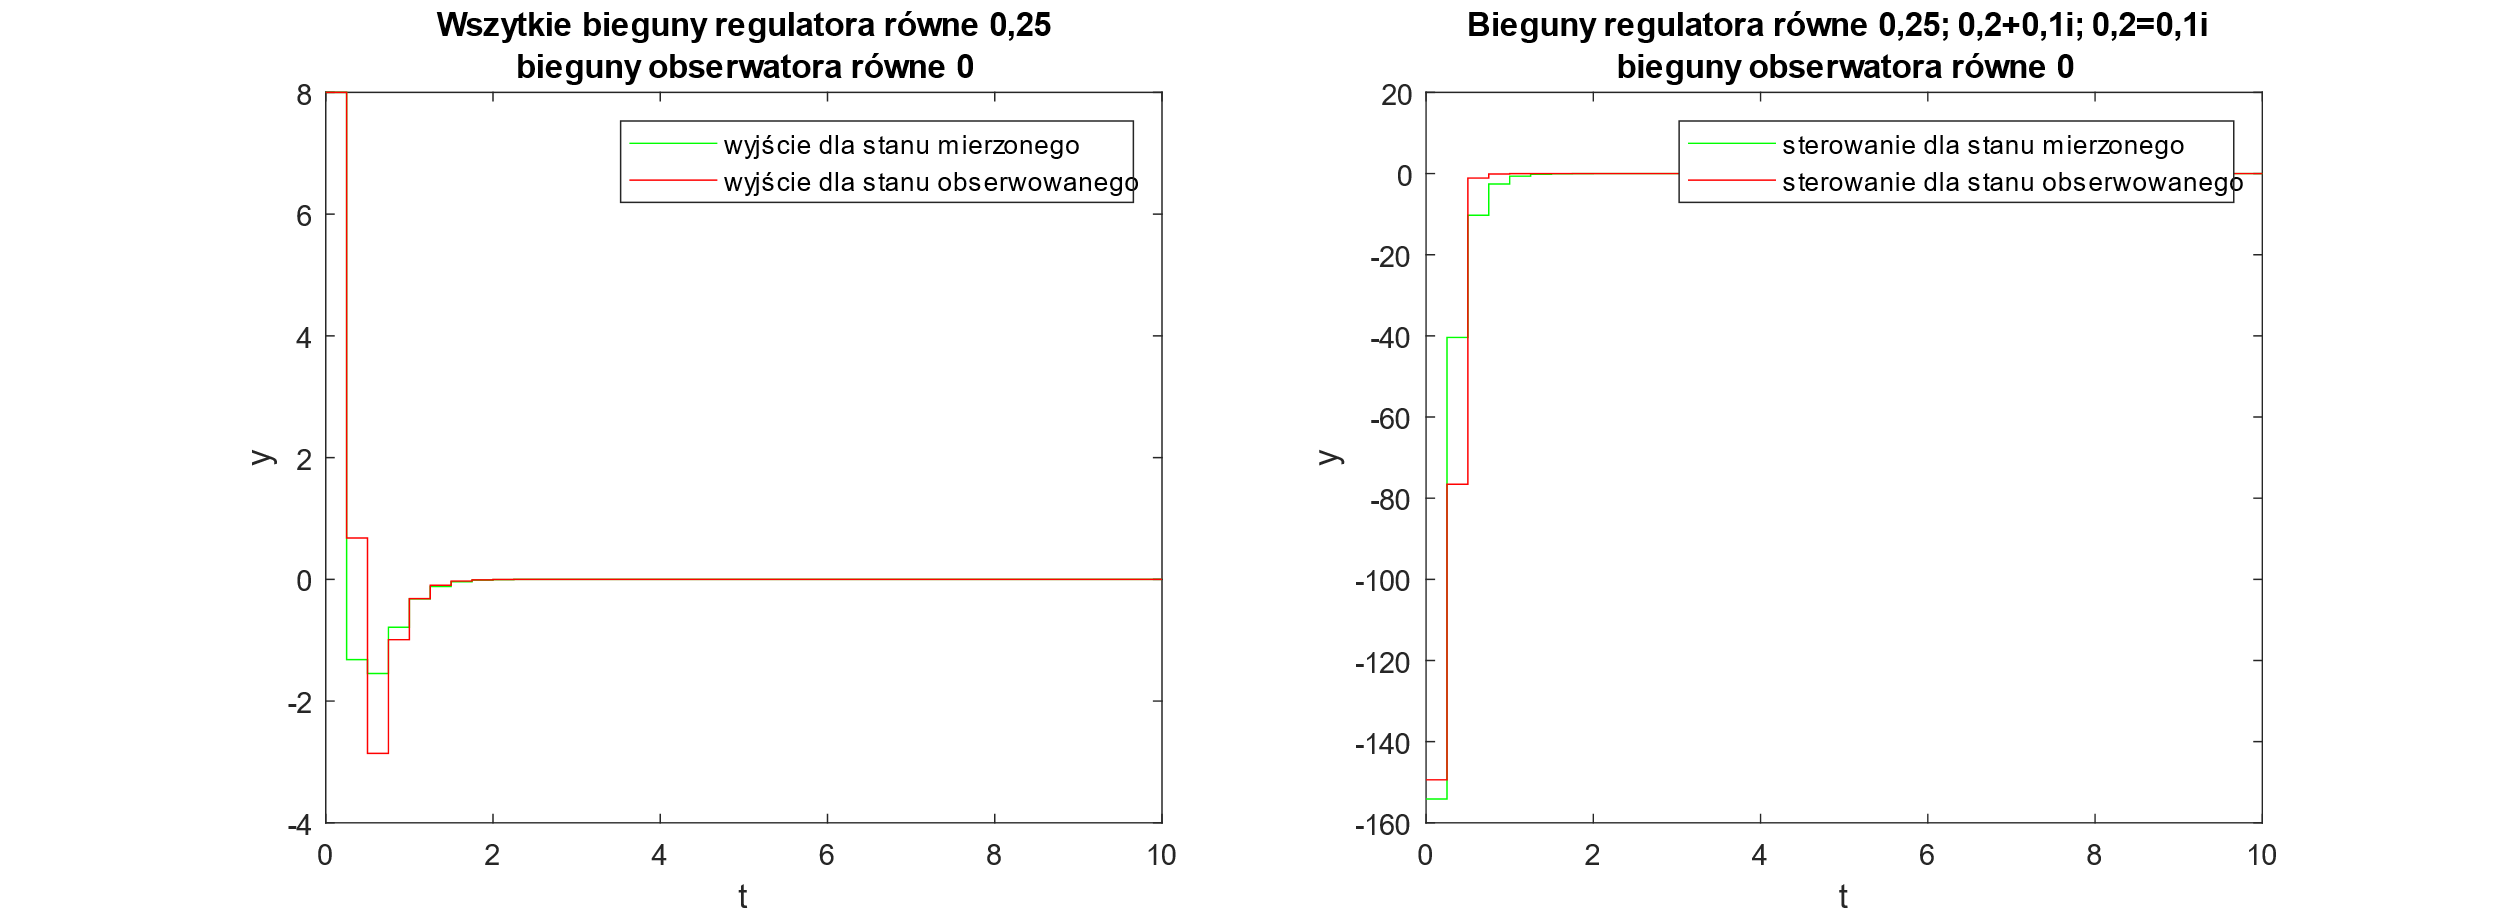 Wszytkie bieguny regulatora równe 0,25
bieguny obserwatora równe 0
8
6
4
2
0
-2
-4
y
wyjście dla stanu mierzonego
wyjście dla stanu obserwowanego
0 2 4 6 8 10
t
Bieguny regulatora równe 0,25; 0,2+0,1i; 0,2=0,1i
bieguny obserwatora równe 0
20
0
-20
-40
-60
-80
-100
-120
-140
-160
y
sterowanie dla stanu mierzonego
sterowanie dla stanu obserwowanego
0 2 4 6 8 10
t